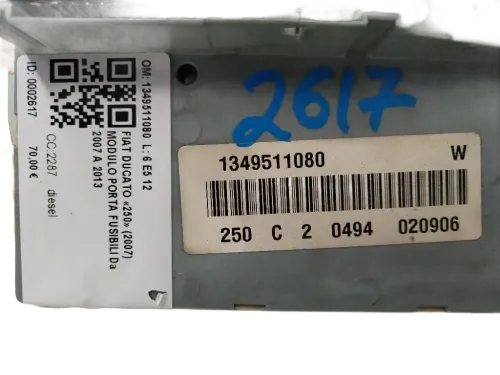 OM: 1349511080 L: 6 E5 12
FIAT DUCATO «250» (2007)
MODULO PORTA FUSIBILI Da
2007 A 2013
CC:2287 diesel
ID: 0002617 70,00 €
2617
1349511080 W
250 C 2 0494 020906